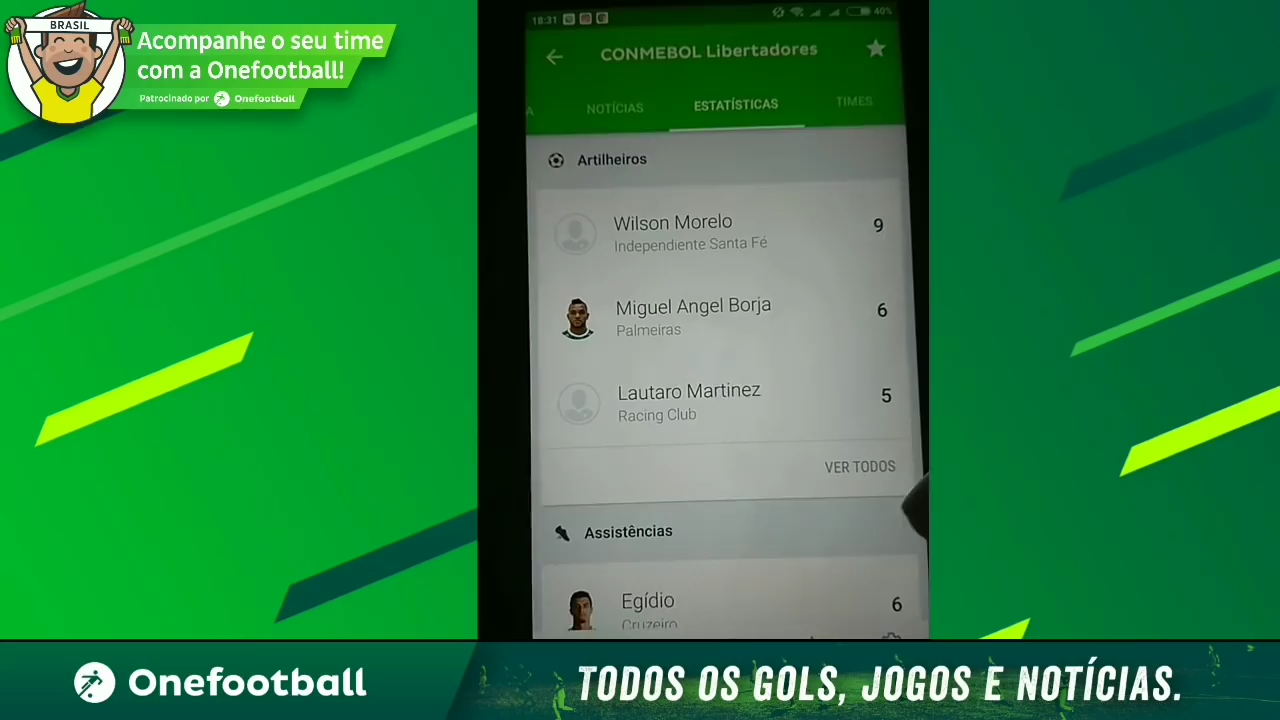 BRASIL
Acompanhe o seu time
com a Onefootball!
Patrocinado por Onefootball
18:31
40%
CONMEBOL Libertadores
A NOTÍCIAS ESTATÍSTICAS TIMES
Artilheiros
Wilson Morelo 9
Independiente Santa Fé
Miguel Angel Borja 6
Palmeiras
Lautaro Martinez 5
Racing Club
VER TODOS
Assistências
Egídio 6
Cruzeiro
Onefootball
TODOS OS GOLS, JOGOS E NOTÍCIAS.